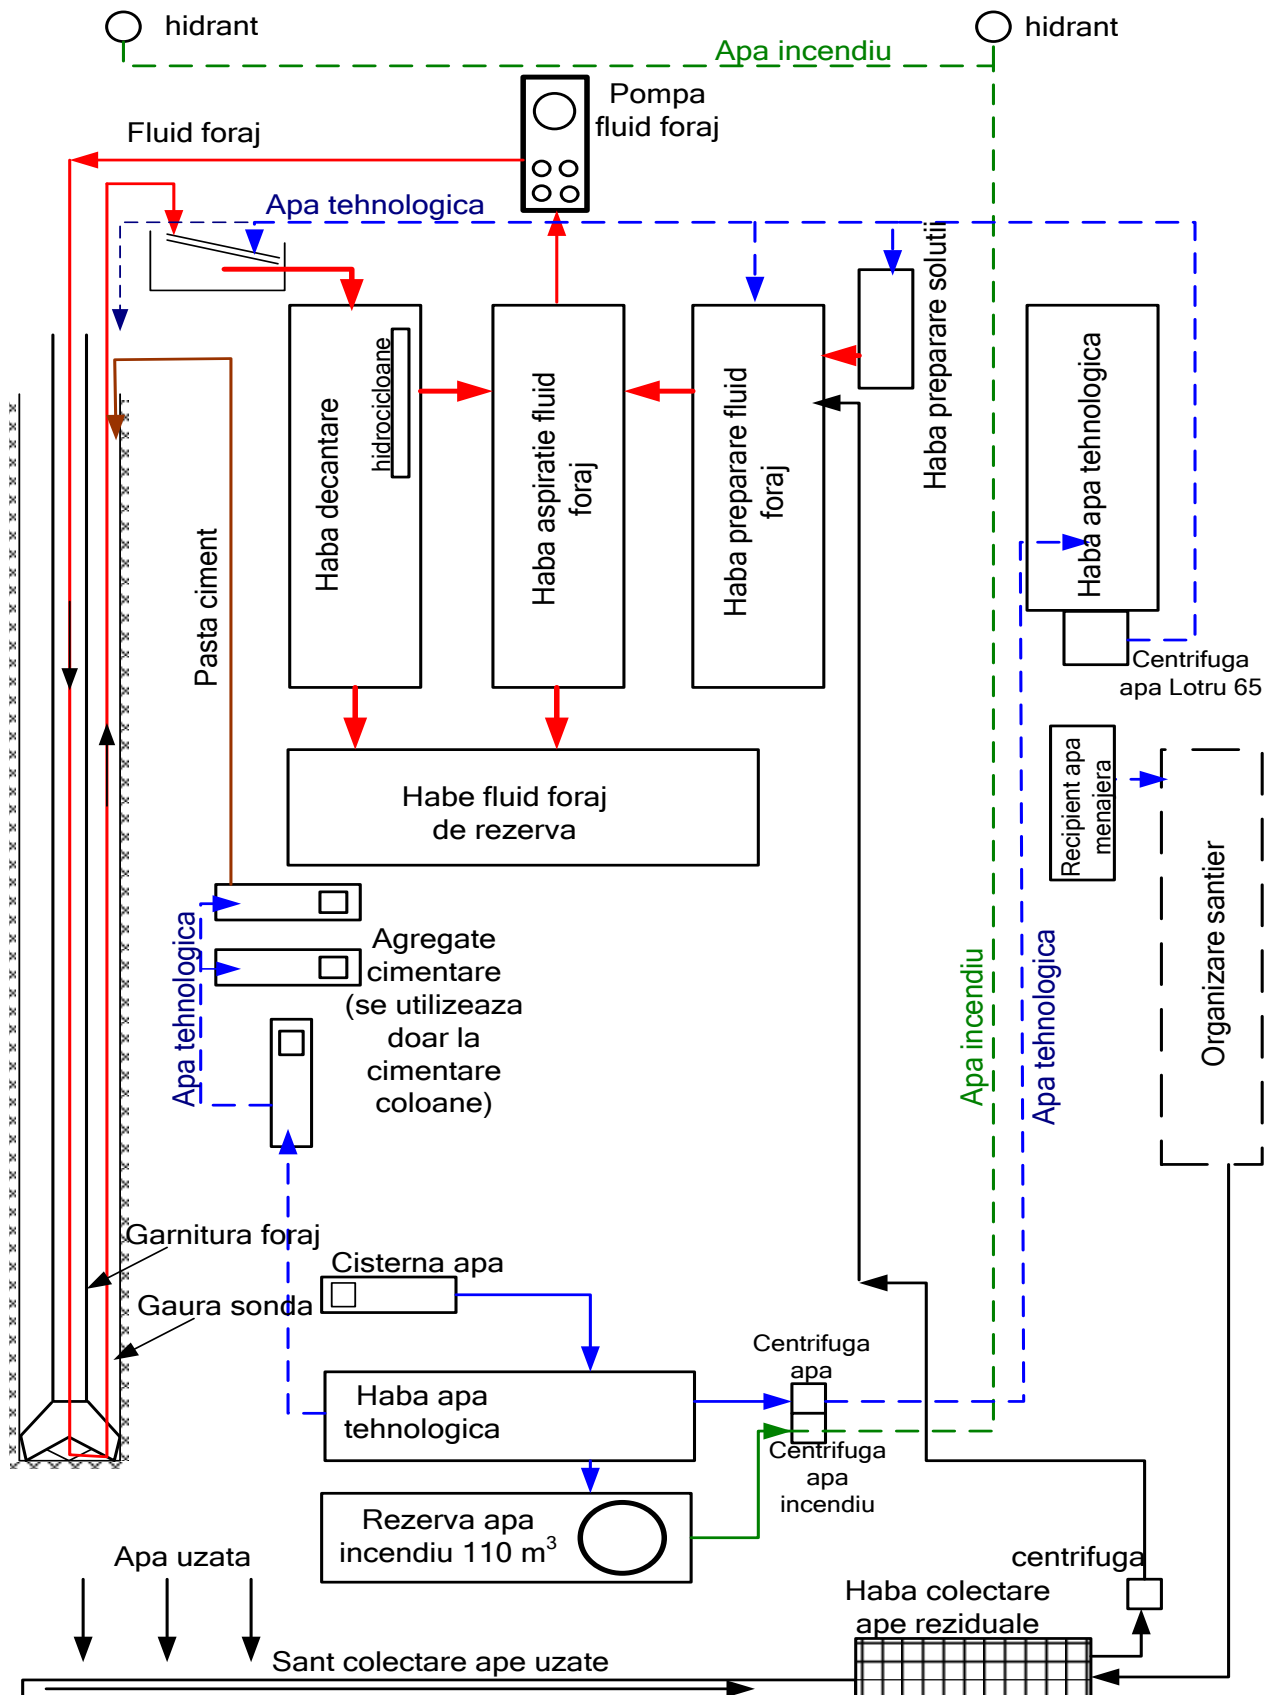 hidrant
hidrant
Apa incendiu
Pompa
fluid foraj
Fluid foraj
Apa tehnologica
Haba preparare solutii
hidrocicloane
Haba decantare
Haba aspiratie fluid
foraj
Haba preparare fluid
foraj
Haba apa tehnologica
Pasta ciment
Centrifuga
apa Lotru 65
Recipient apa
menajera
Habe fluid foraj
de rezerva
Organizare santier
Apa tehnologica
Agregate
cimentare
(se utilizeaza
doar la
cimentare
coloane)
Apa incendiu
Apa tehnologica
Garnitura foraj
Cisterna apa
Gaura sonda
Centrifuga
apa
Haba apa
tehnologica
Centrifuga
apa
incendiu
Rezerva apa
incendiu 110 m³
Apa uzata
centrifuga
Haba colectare
ape reziduale
Sant colectare ape uzate